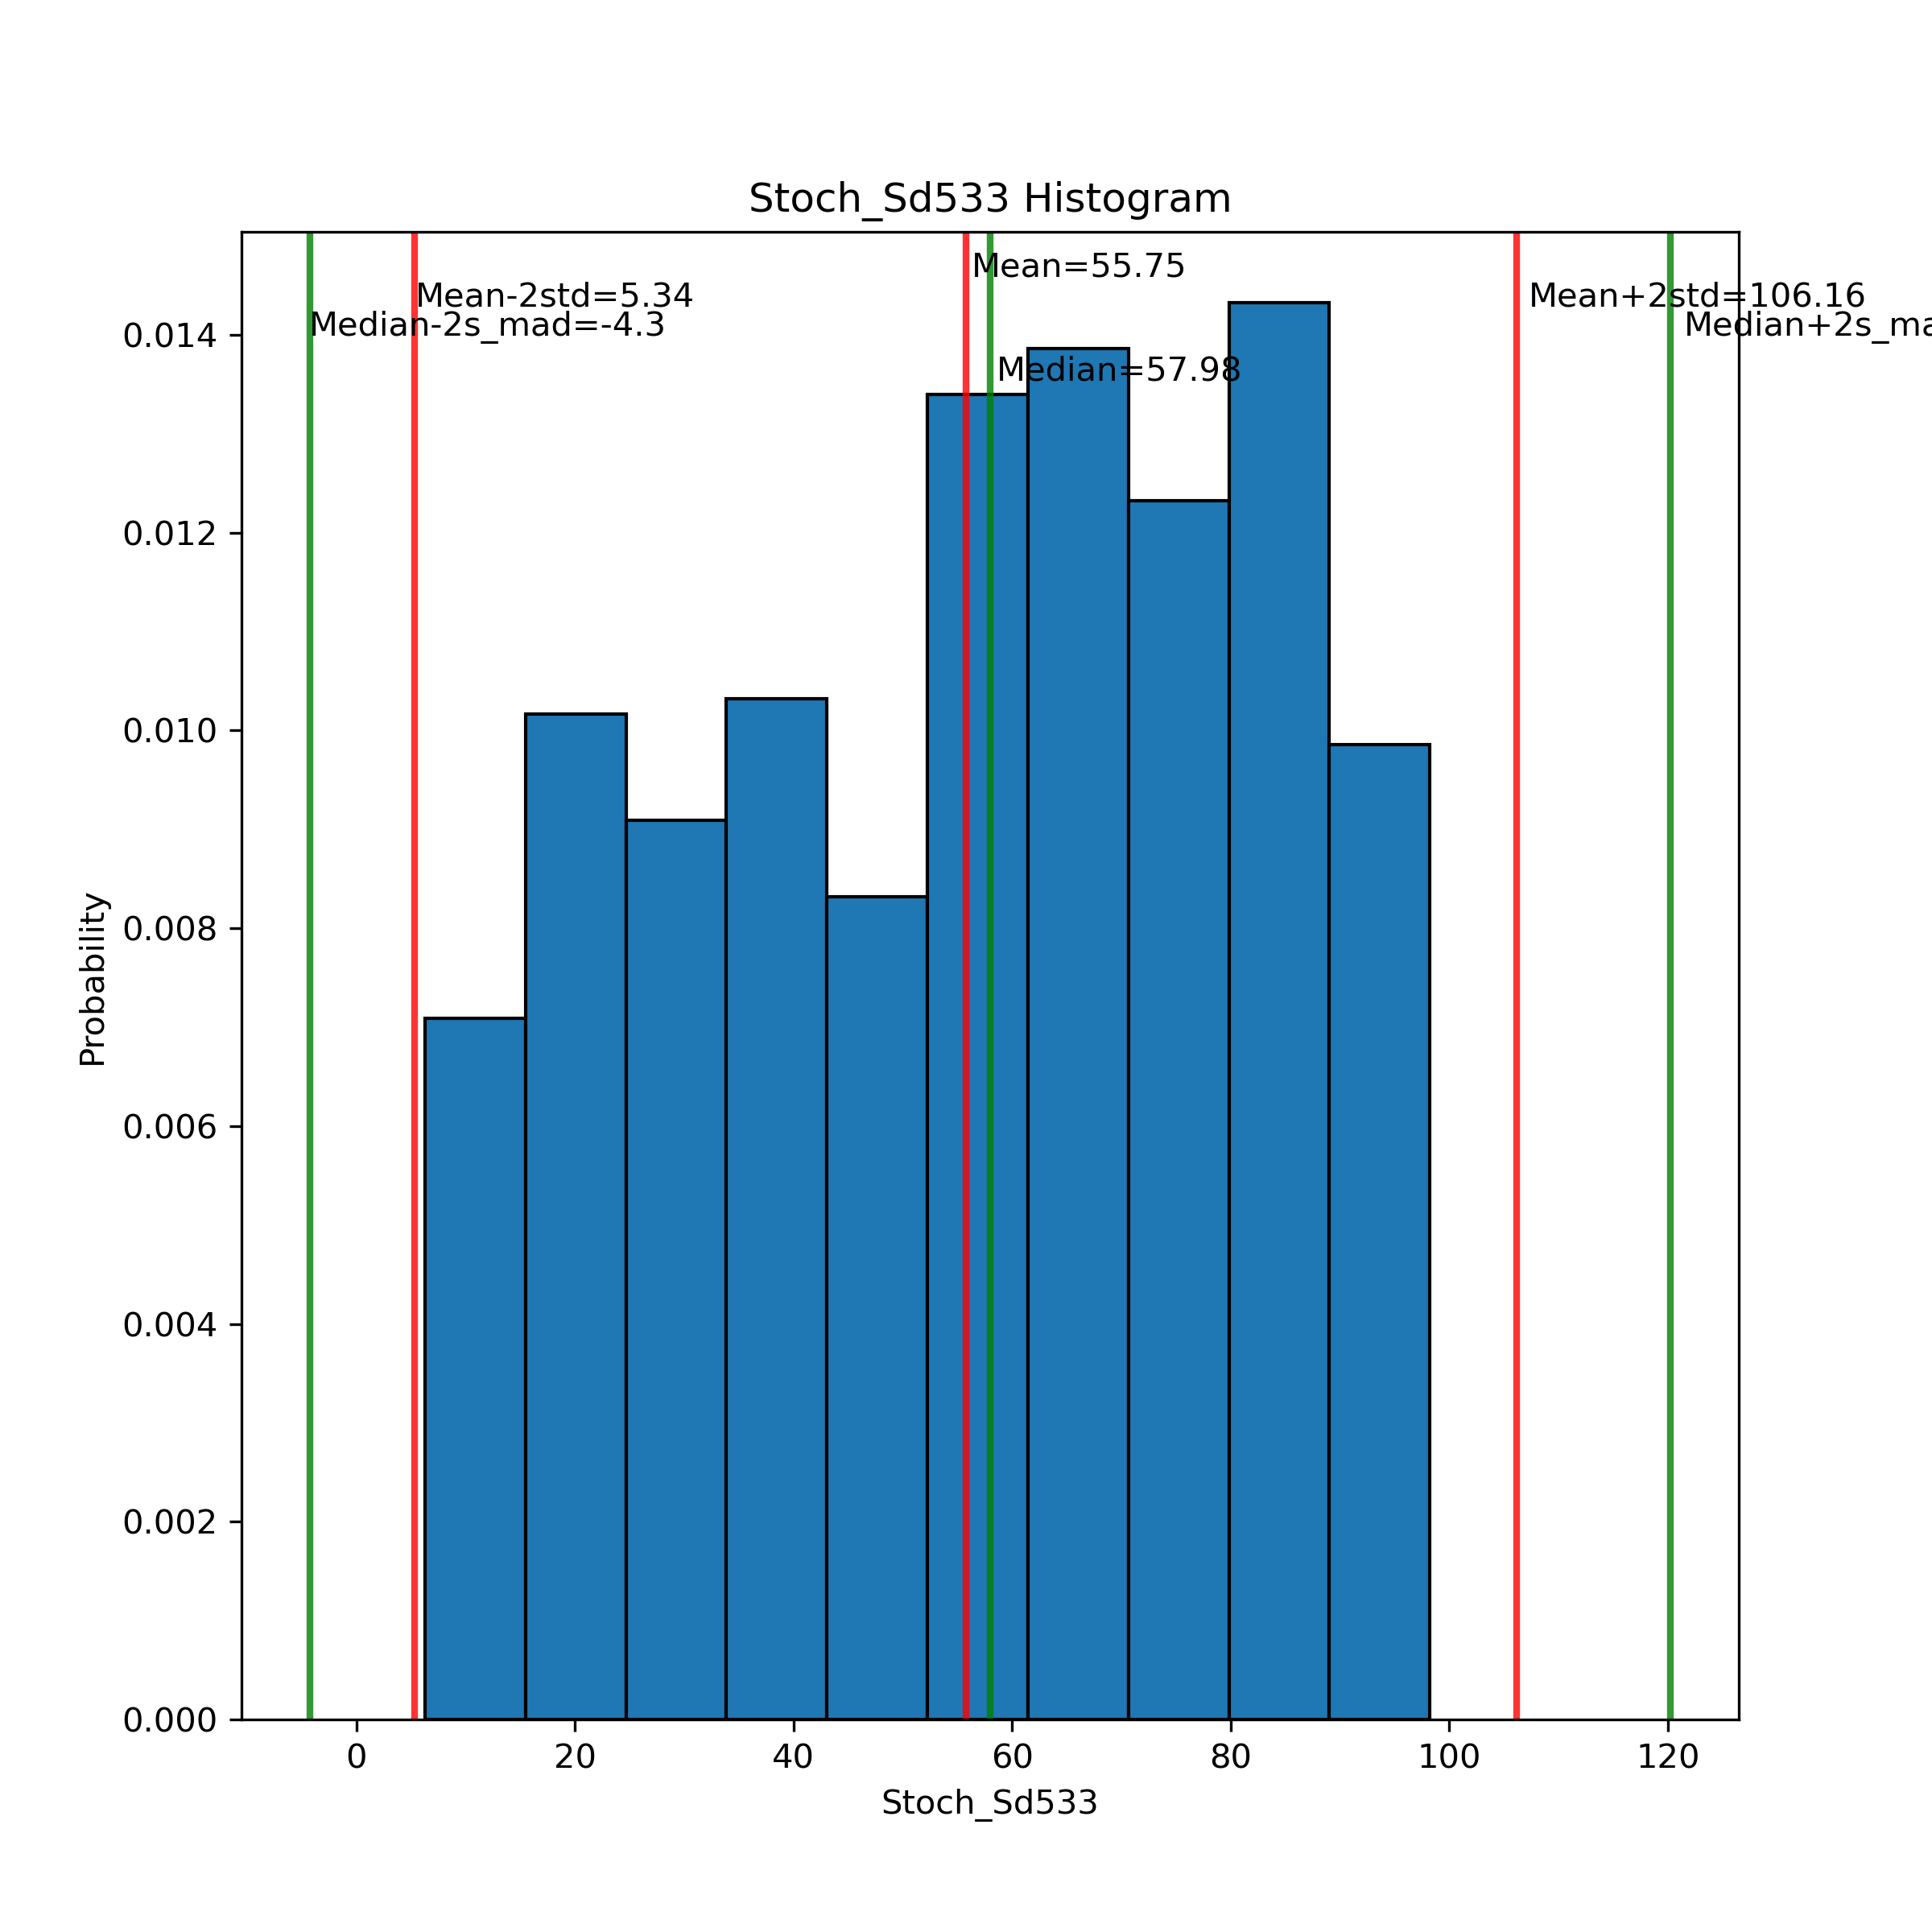 Stoch_Sd533 Histogram
Mean=55.75
Mean-2std=5.34
Mean+2std=106.16
Median-2s_mad=-4.3
Median+2s_ma
Median=57.98
0.014
0.012
0.010
0.008
0.006
0.004
0.002
0.000
Probability
0 20 40 60 80 100 120
Stoch_Sd533